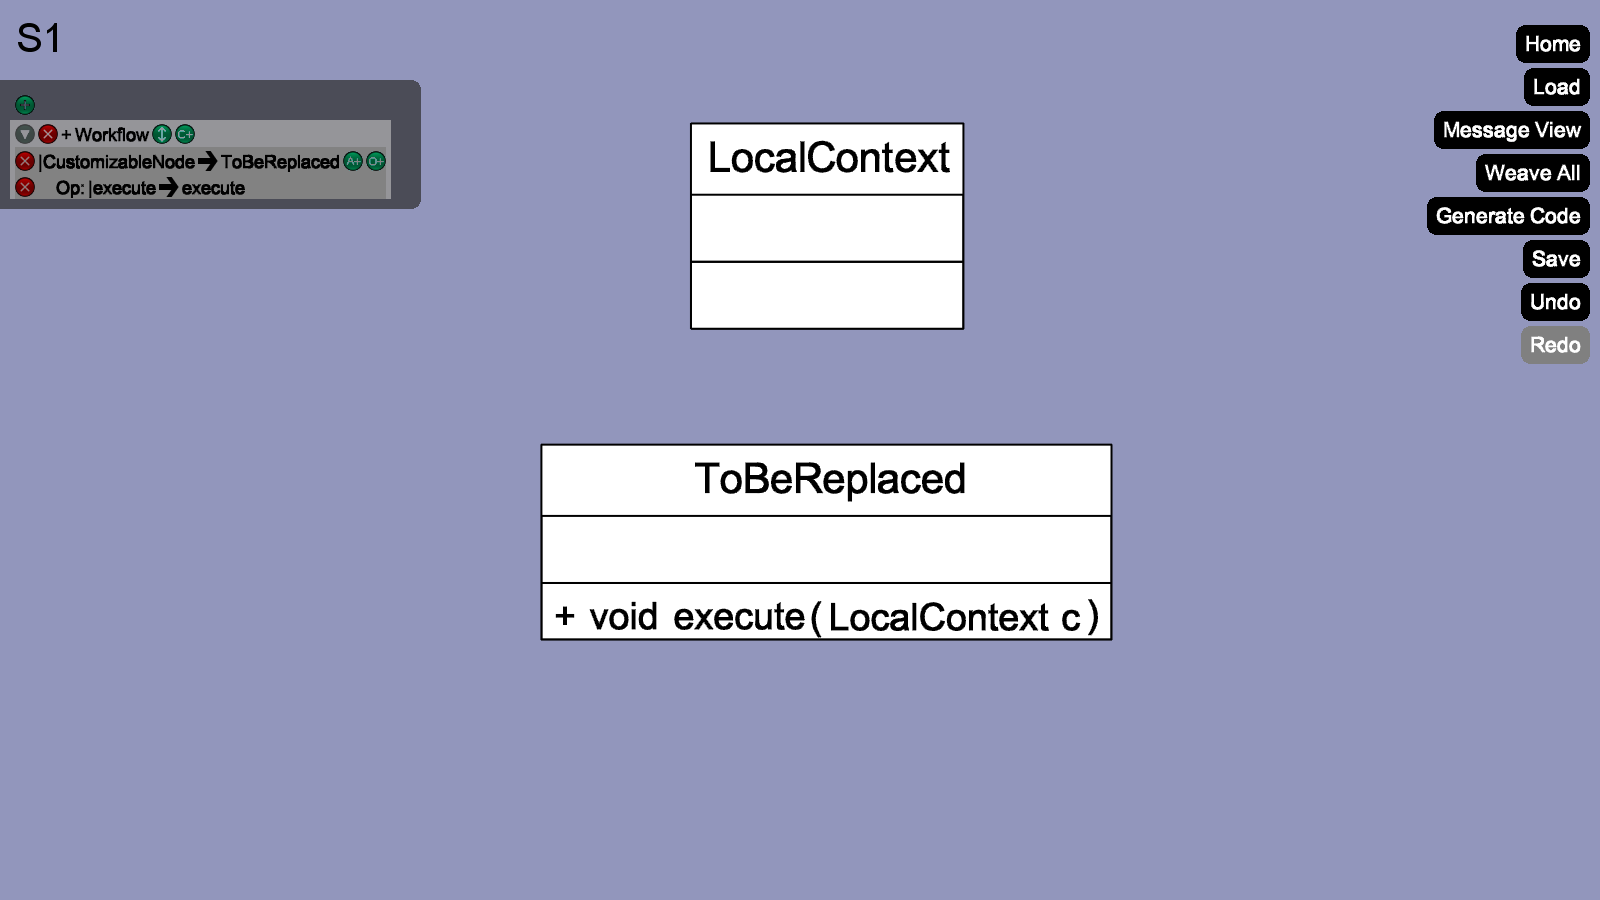 S1
+ Workflow C+
|CustomizableNode ➔ ToBeReplaced A+ O+
Op: |execute ➔ execute
LocalContext
ToBeReplaced
+ void execute(LocalContext c)
Home
Load
Message View
Weave All
Generate Code
Save
Undo
Redo